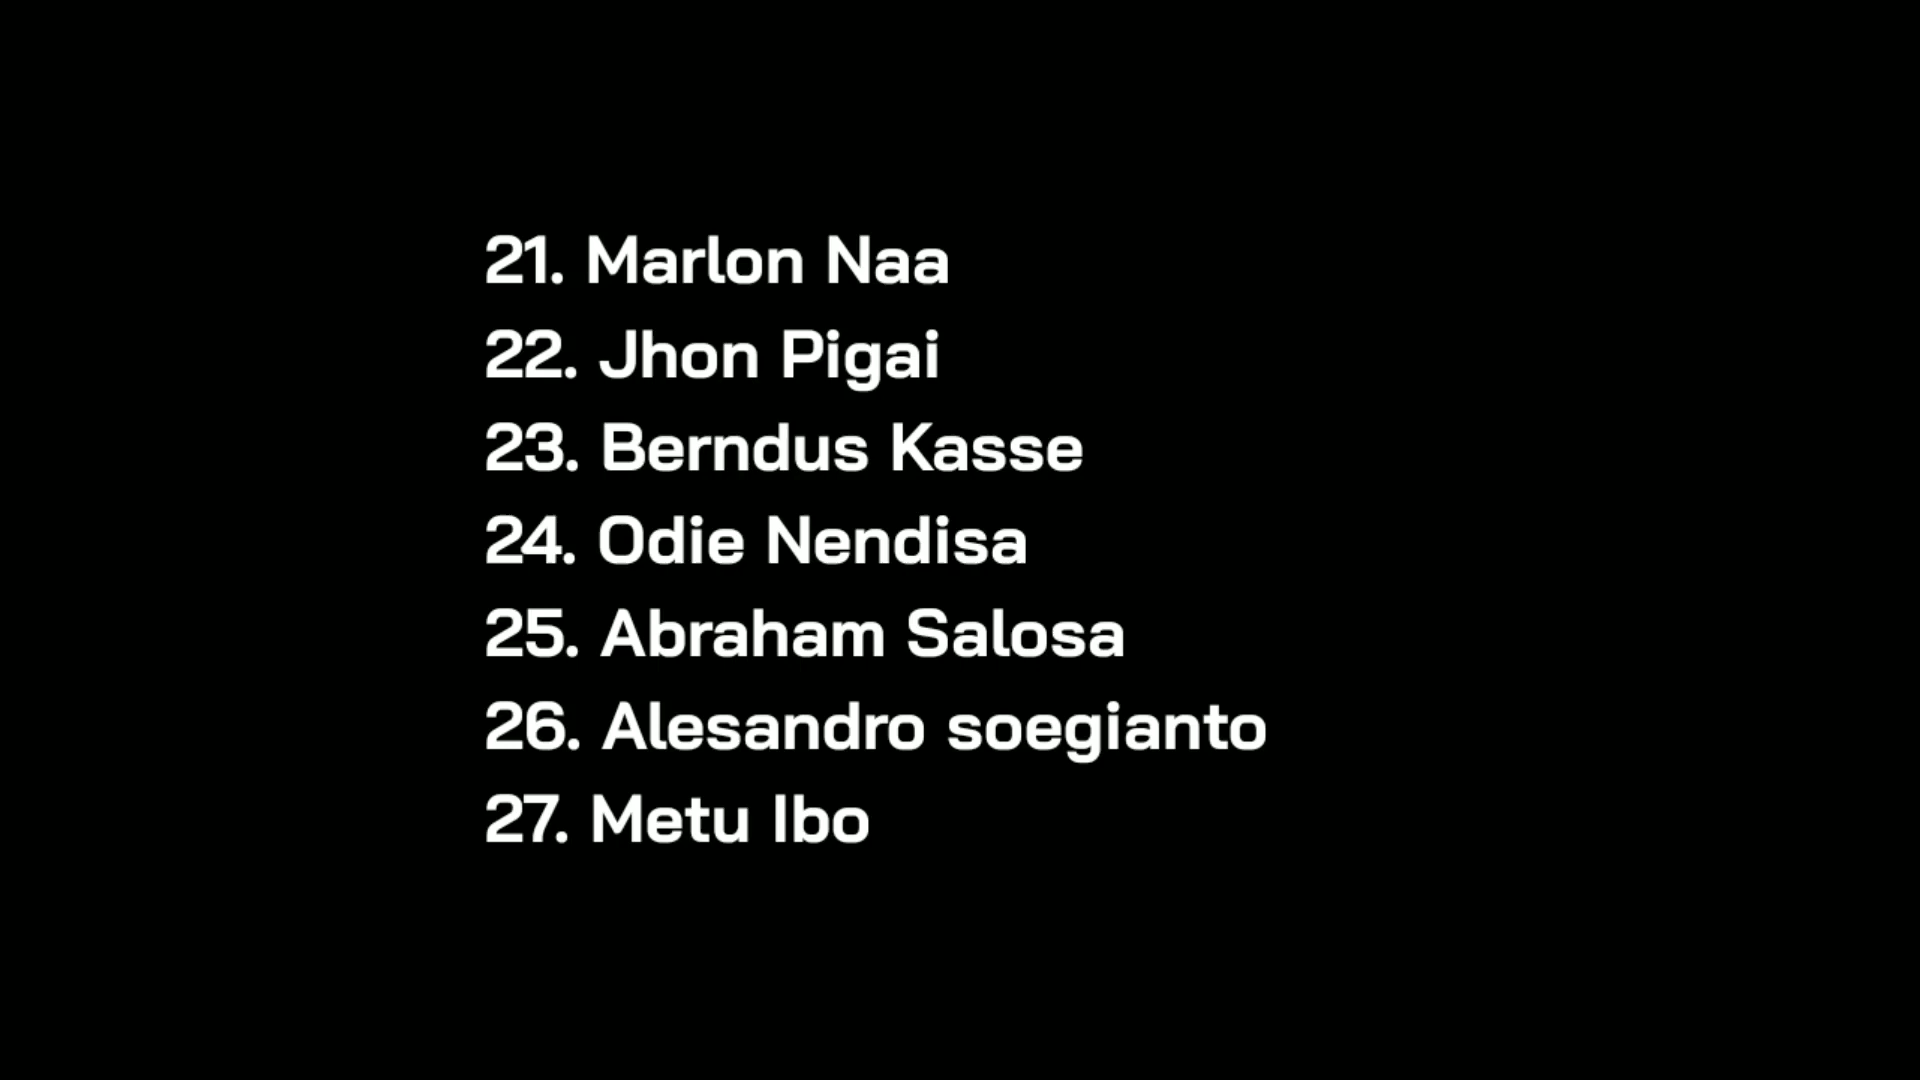 21. Marlon Naa
22. Jhon Pigai
23. Berndus Kasse
24. Odie Nendisa
25. Abraham Salosa
26. Alesandro soegianto
27. Metu Ibo